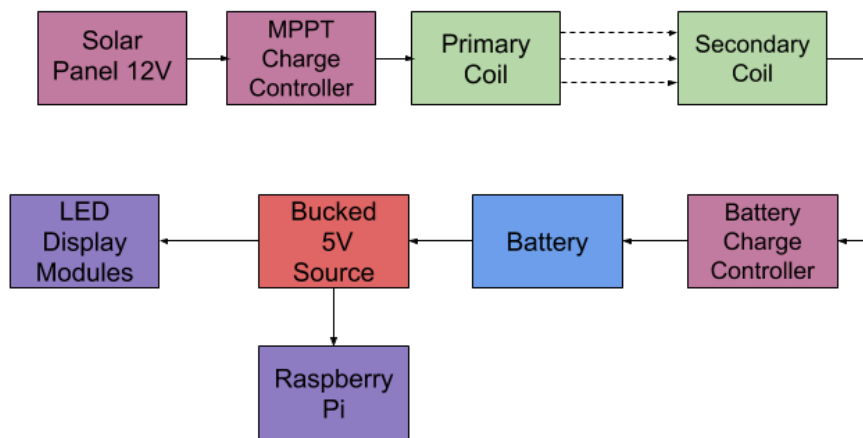 Solar
Panel 12V
MPPT
Charge
Controller
Primary
Coil
Secondary
Coil
LED
Display
Modules
Bucked
5V
Source
Battery
Battery
Charge
Controller
Raspberry
Pi